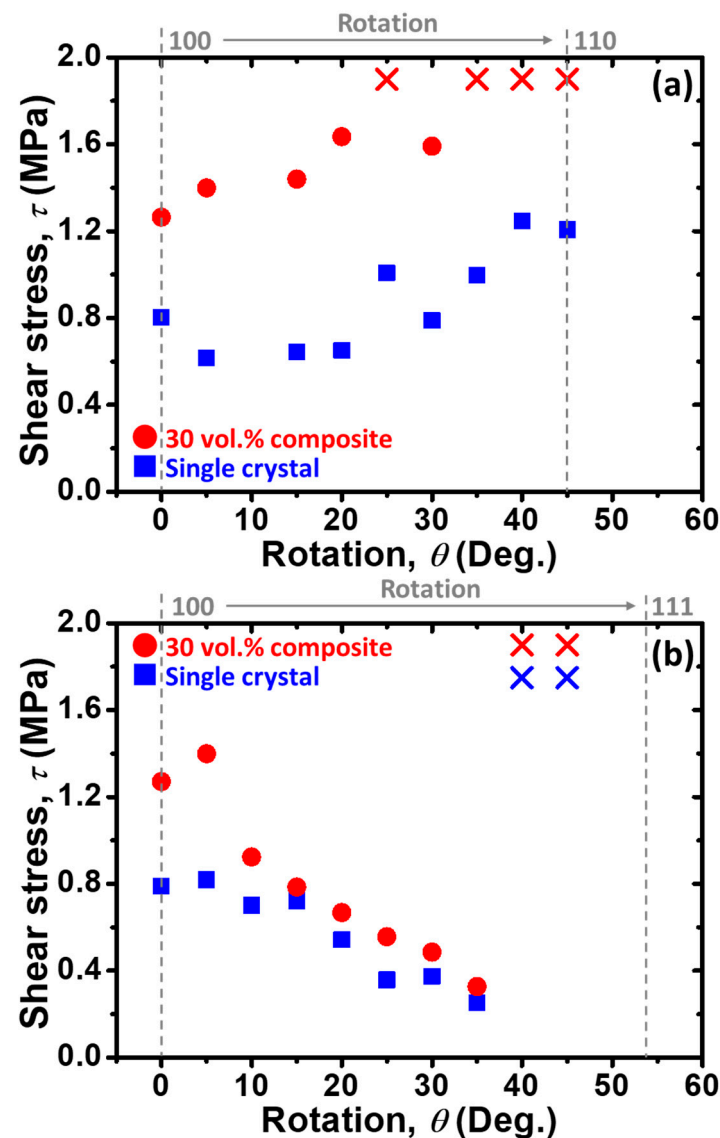 Rotation
100 110
2.0
(a)
1.6
1.2
0.8
0.4
0.0
Shear stress, τ (MPa)
30 vol.% composite
Single crystal
0 10 20 30 40 50 60
Rotation, θ (Deg.)
Rotation
100 111
2.0
30 vol.% composite
(b)
Single crystal
1.6
1.2
0.8
0.4
0.0
Shear stress, τ (MPa)
0 10 20 30 40 50 60
Rotation, θ (Deg.)